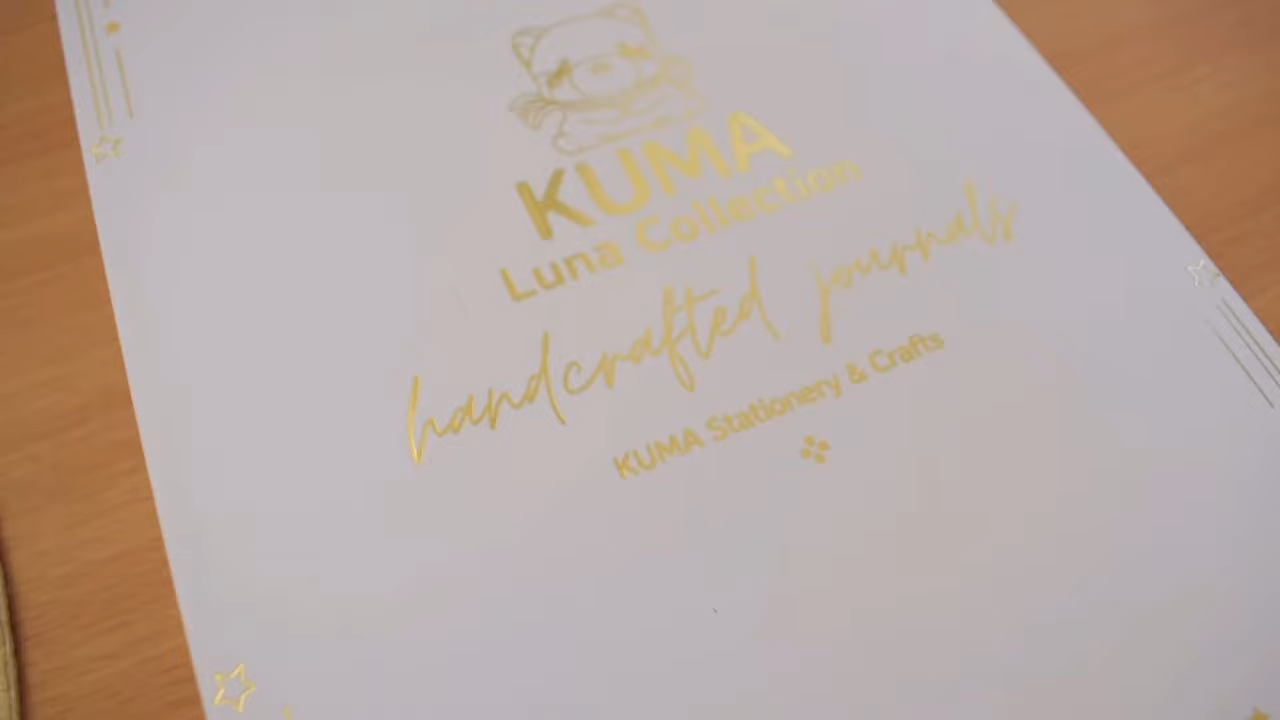 KUMA
Luna Collection
handcrafted journals
KUMA Stationery & Crafts